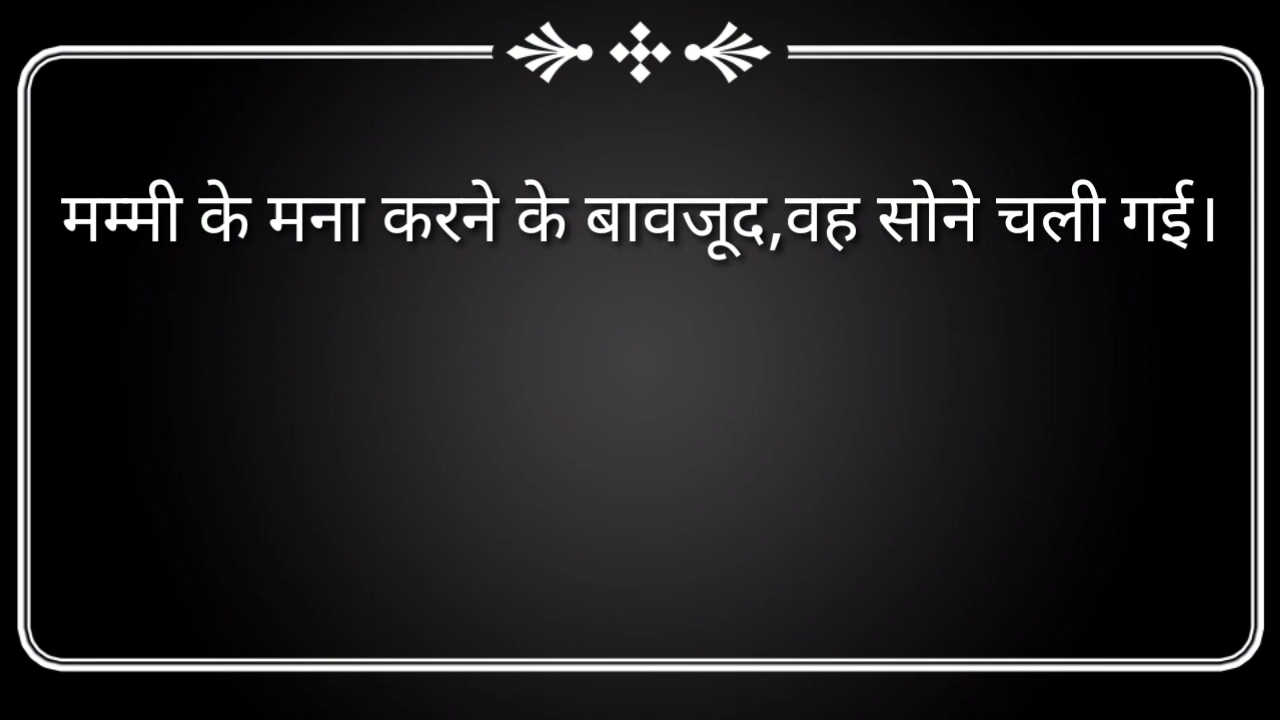 मम्मी के मना करने के बावजूद,वह सोने चली गई।